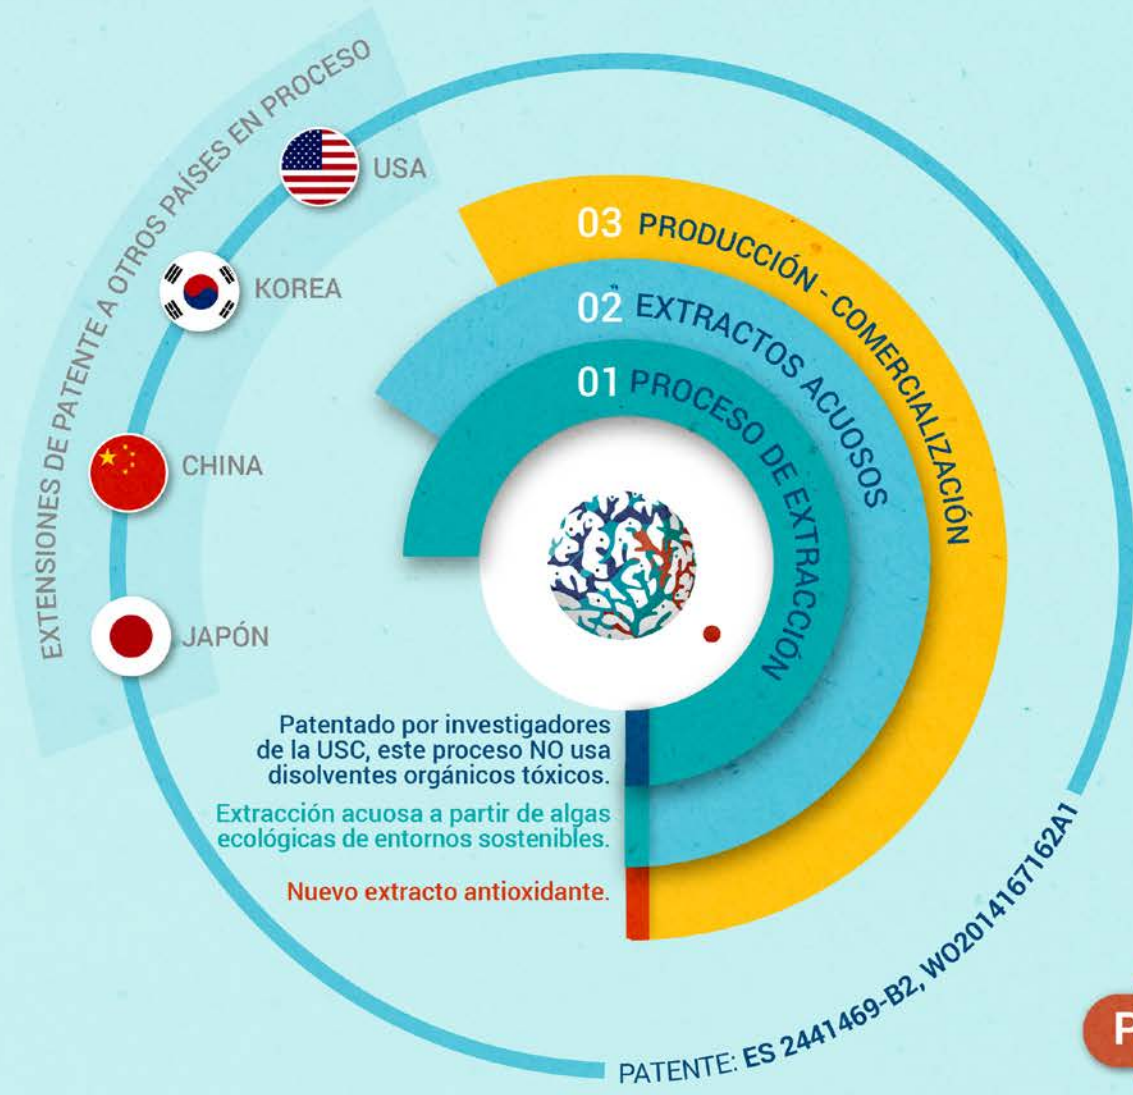 EXTENSIONES DE PATENTE A OTROS PAÍSES EN PROCESO
USA
KOREA
CHINA
JAPÓN
03 PRODUCCIÓN - COMERCIALIZACIÓN
02 EXTRACTOS ACUOSOS
01 PROCESO DE EXTRACCIÓN
Patentado por investigadores
de la USC, este proceso NO usa
disolventes orgánicos tóxicos.
Extracción acuosa a partir de algas
ecológicas de entornos sostenibles.
Nuevo extracto antioxidante.
PATENTE: ES 2441469-B2, WO2014167162A1
P